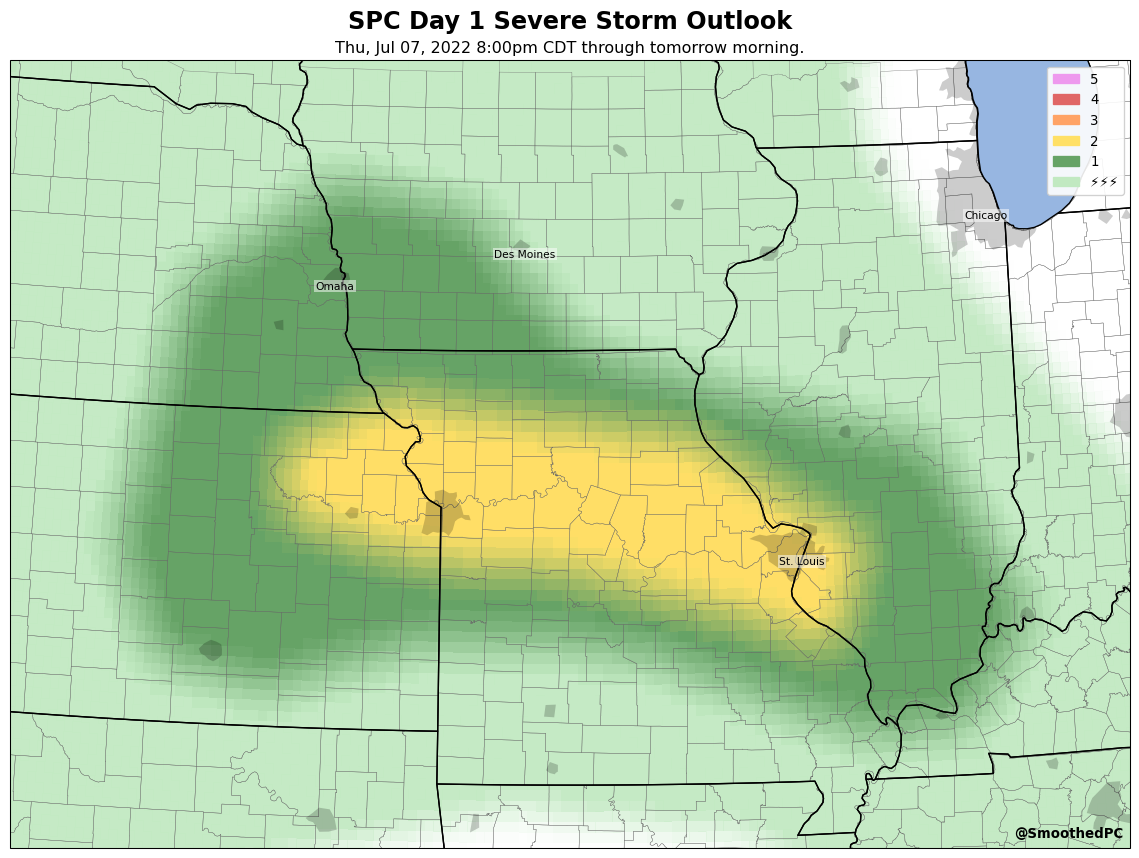 SPC Day 1 Severe Storm Outlook
Thu, Jul 07, 2022 8:00pm CDT through tomorrow morning.
5
4
3
2
1
⚡⚡⚡
Chicago
Des Moines
Omaha
St. Louis
@SmoothedPC